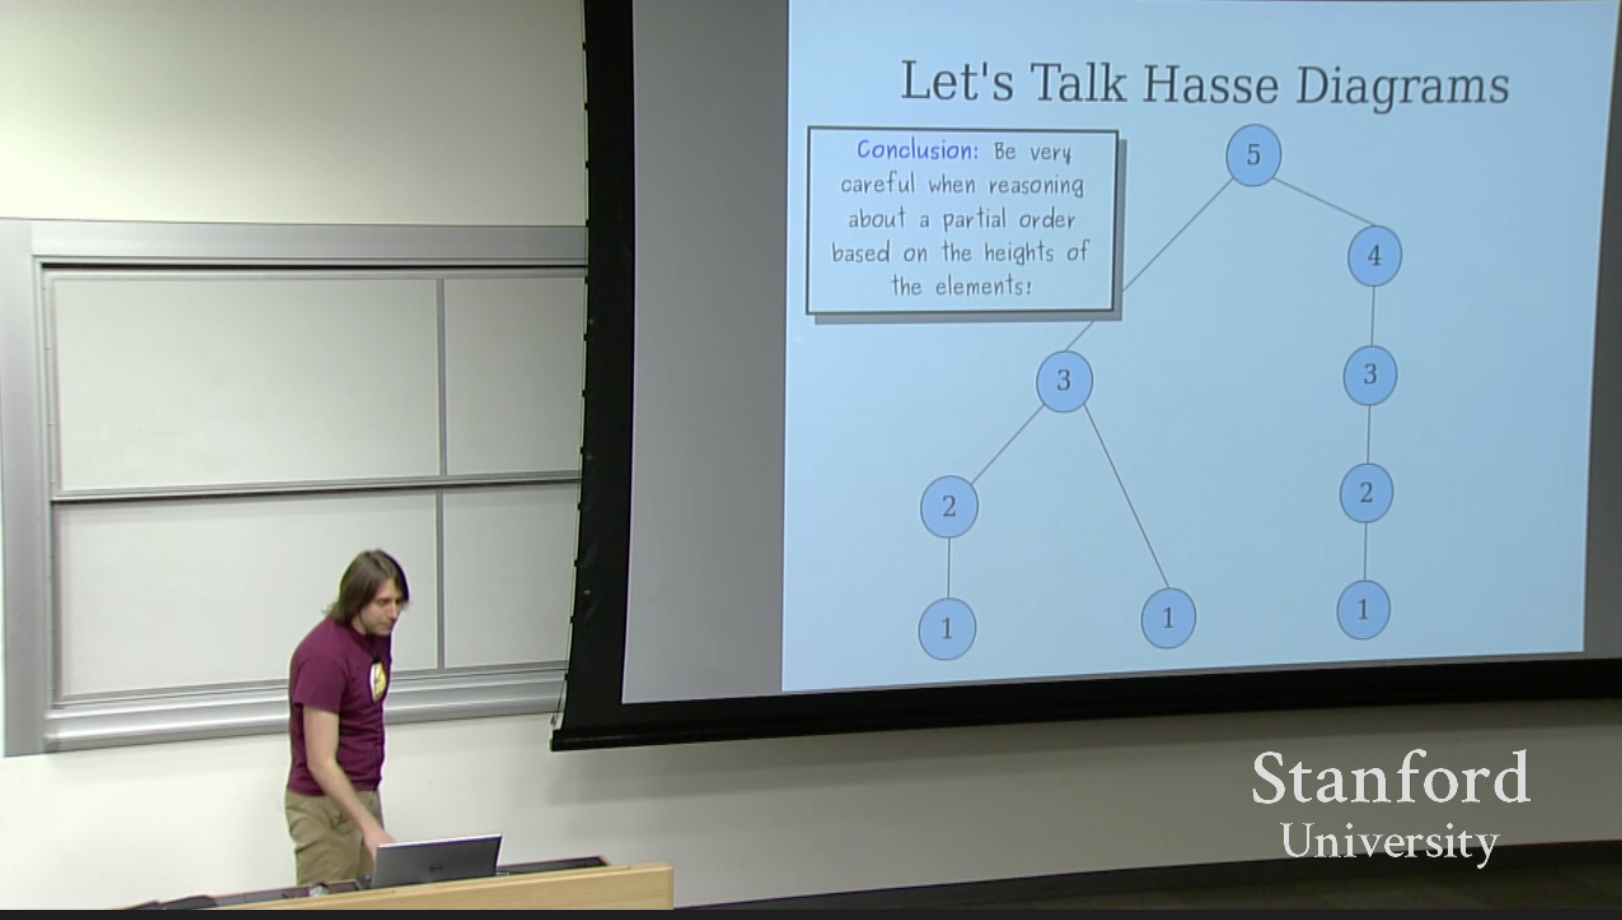 Let's Talk Hasse Diagrams
Conclusion: Be very
careful when reasoning
about a partial order
based on the heights of
the elements!
5
4
3
3
2
2
1
1
1
Stanford
University